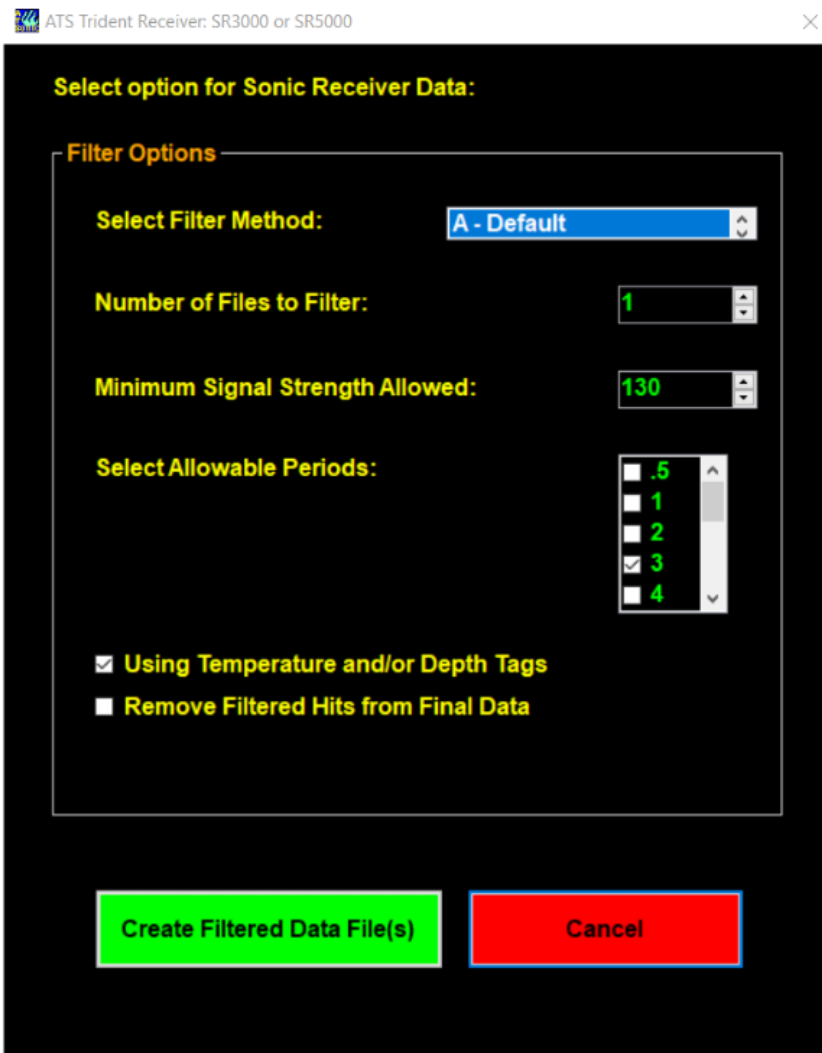 ATS Trident Receiver: SR3000 or SR5000
Select option for Sonic Receiver Data:
Filter Options
Select Filter Method: A - Default
Number of Files to Filter: 1
Minimum Signal Strength Allowed: 130
Select Allowable Periods:
.5
1
2
3
4
Using Temperature and/or Depth Tags
Remove Filtered Hits from Final Data
Create Filtered Data File(s) Cancel